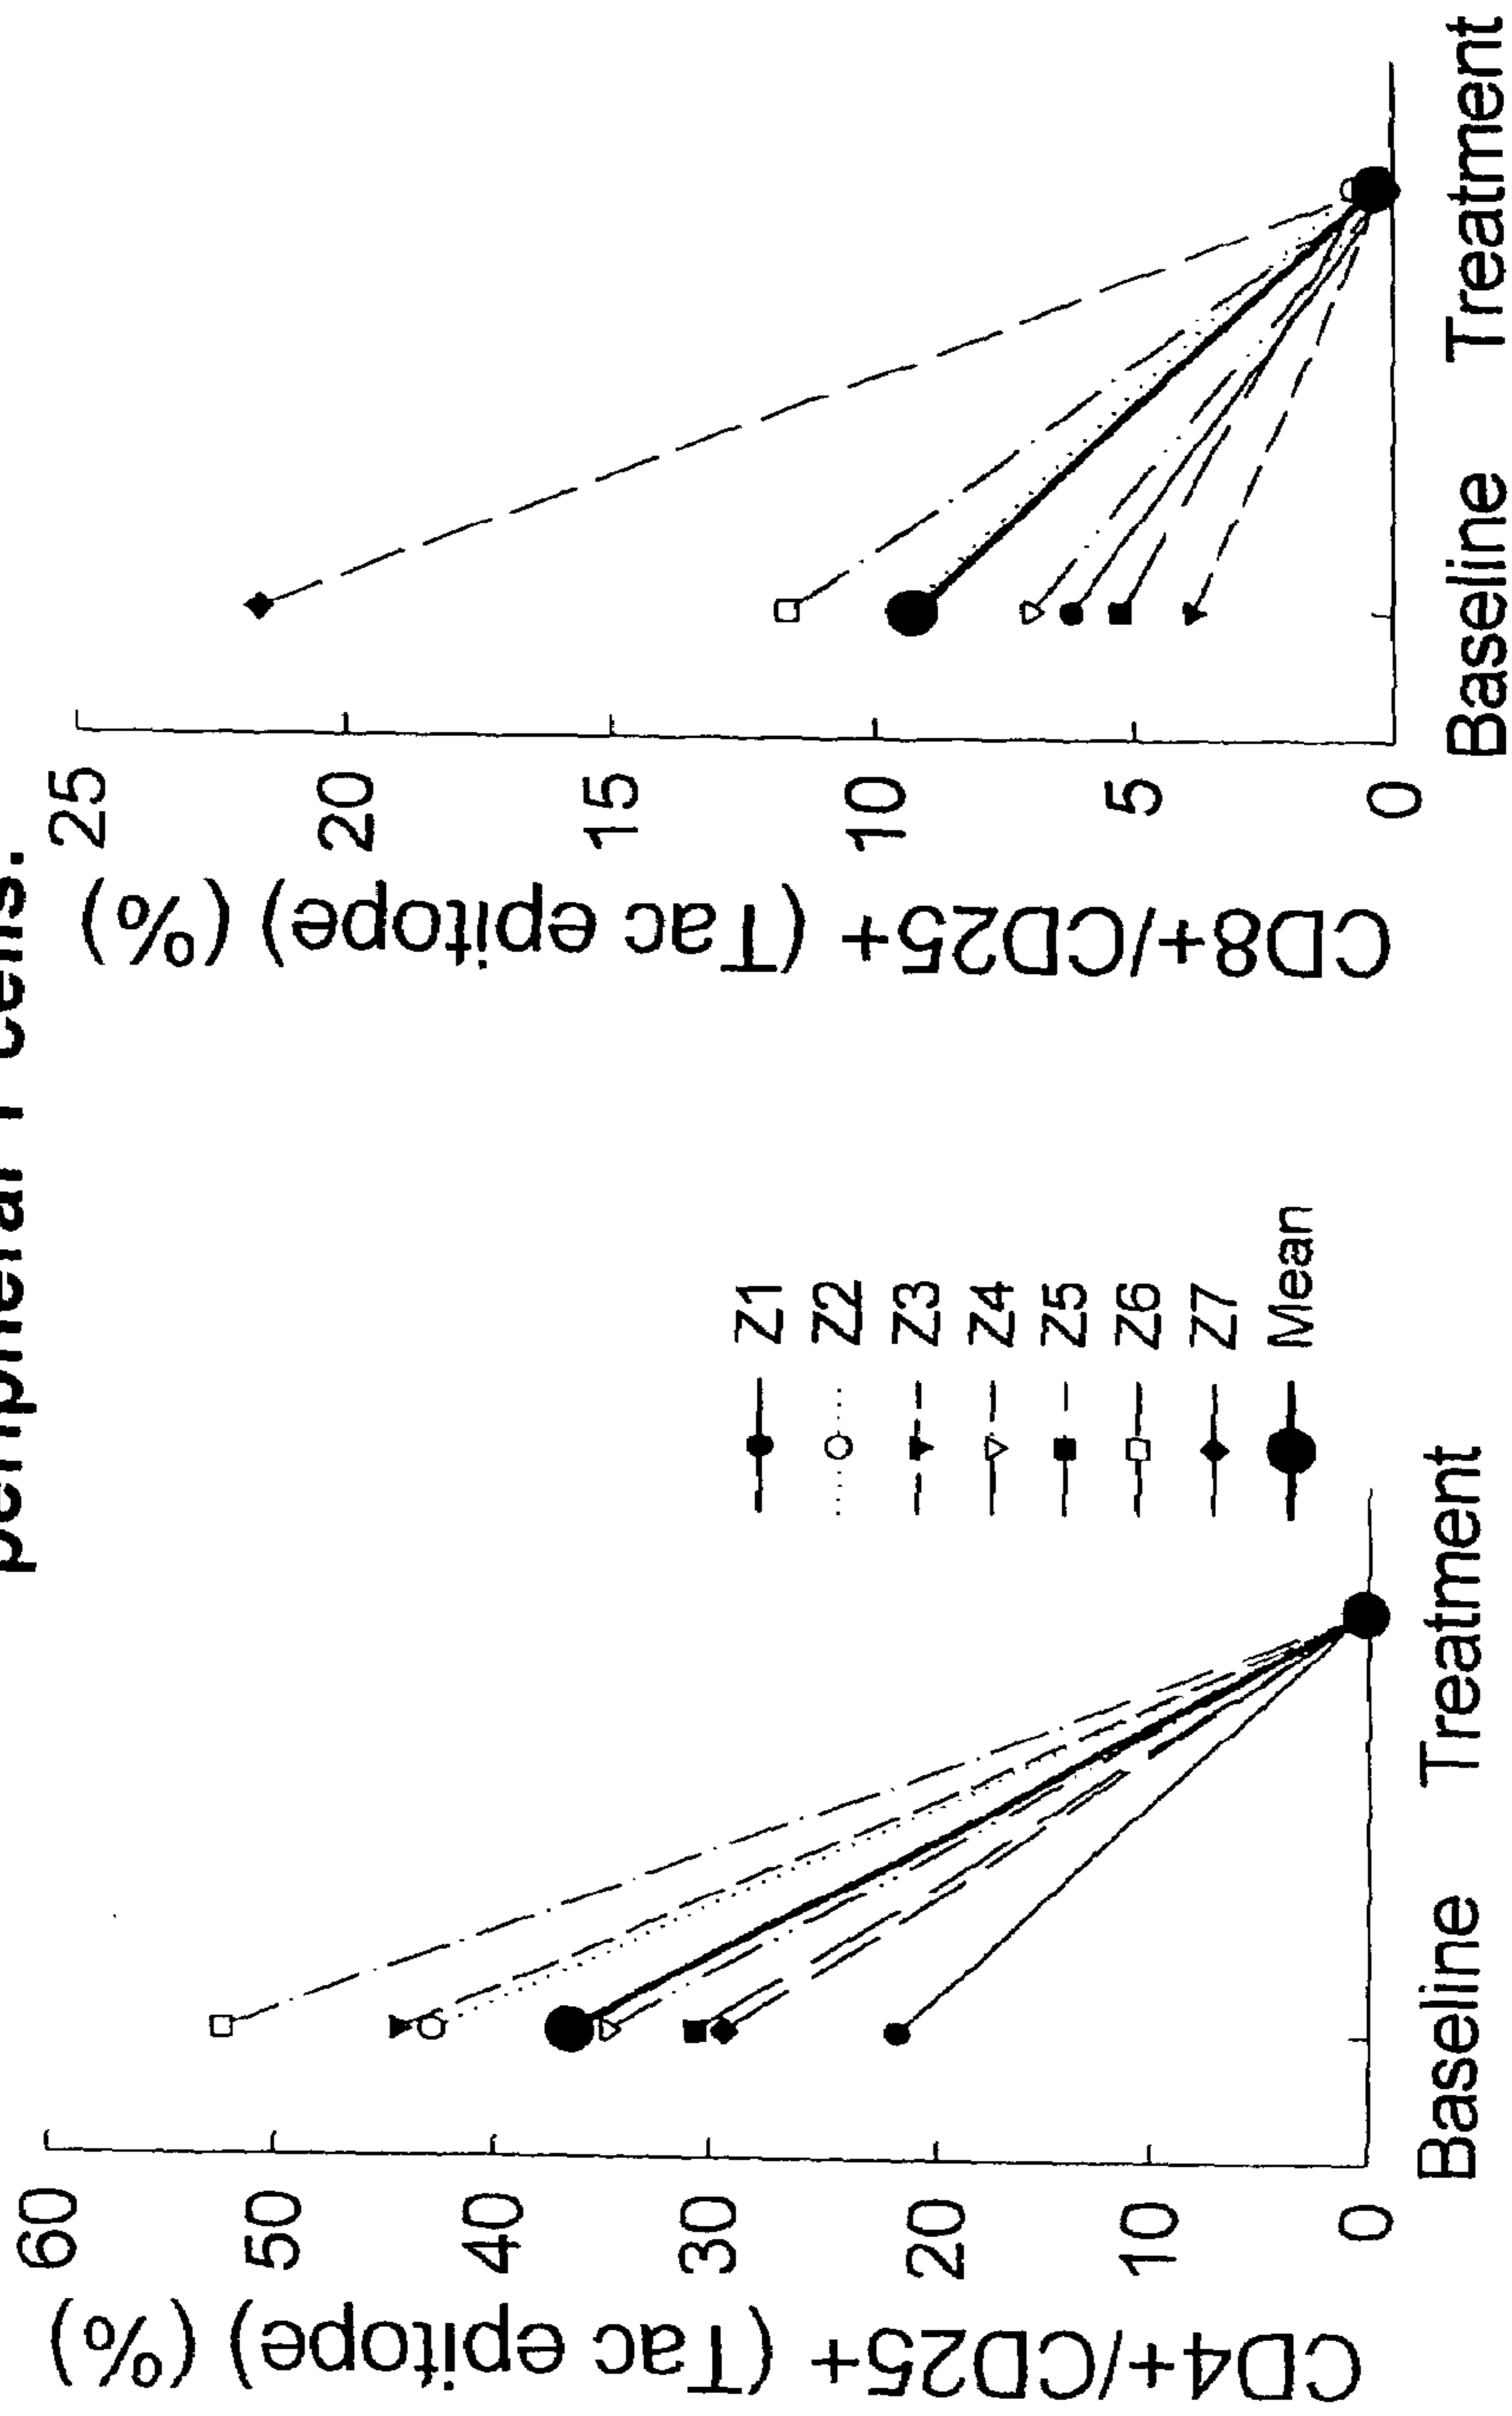 peripheral T cells.
CD4+/CD25+ (Tac epitope) (%)
60
50
40
30
20
10
0
Baseline Treatment
Z1
Z2
Z3
Z4
Z5
Z6
Z7
Mean
CD8+/CD25+ (Tac epitope) (%)
25
20
15
10
5
0
Baseline Treatment